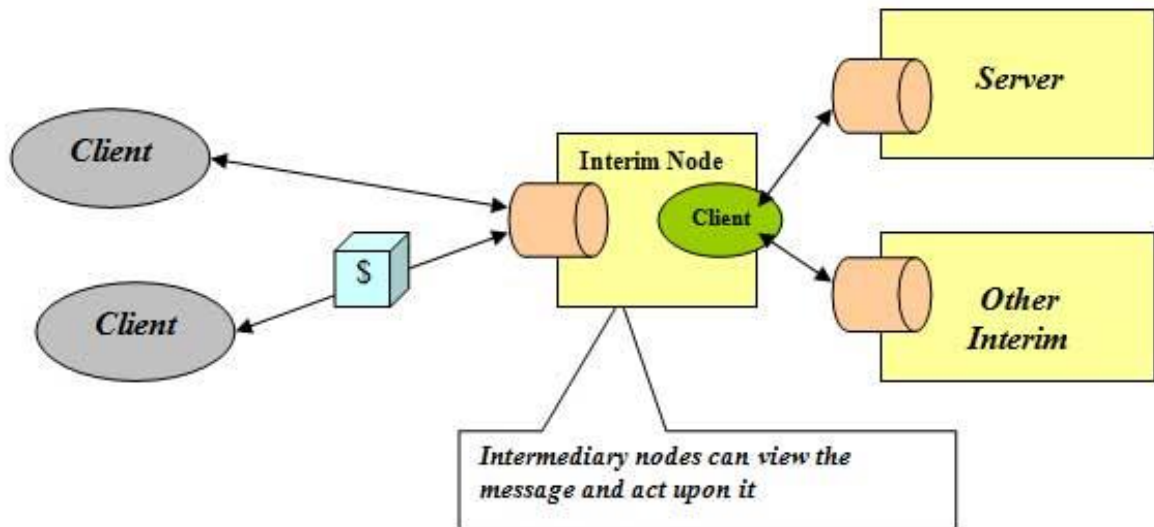 Client
Client
$
Interim Node
Client
Server
Other
Interim
Intermediary nodes can view the
message and act upon it